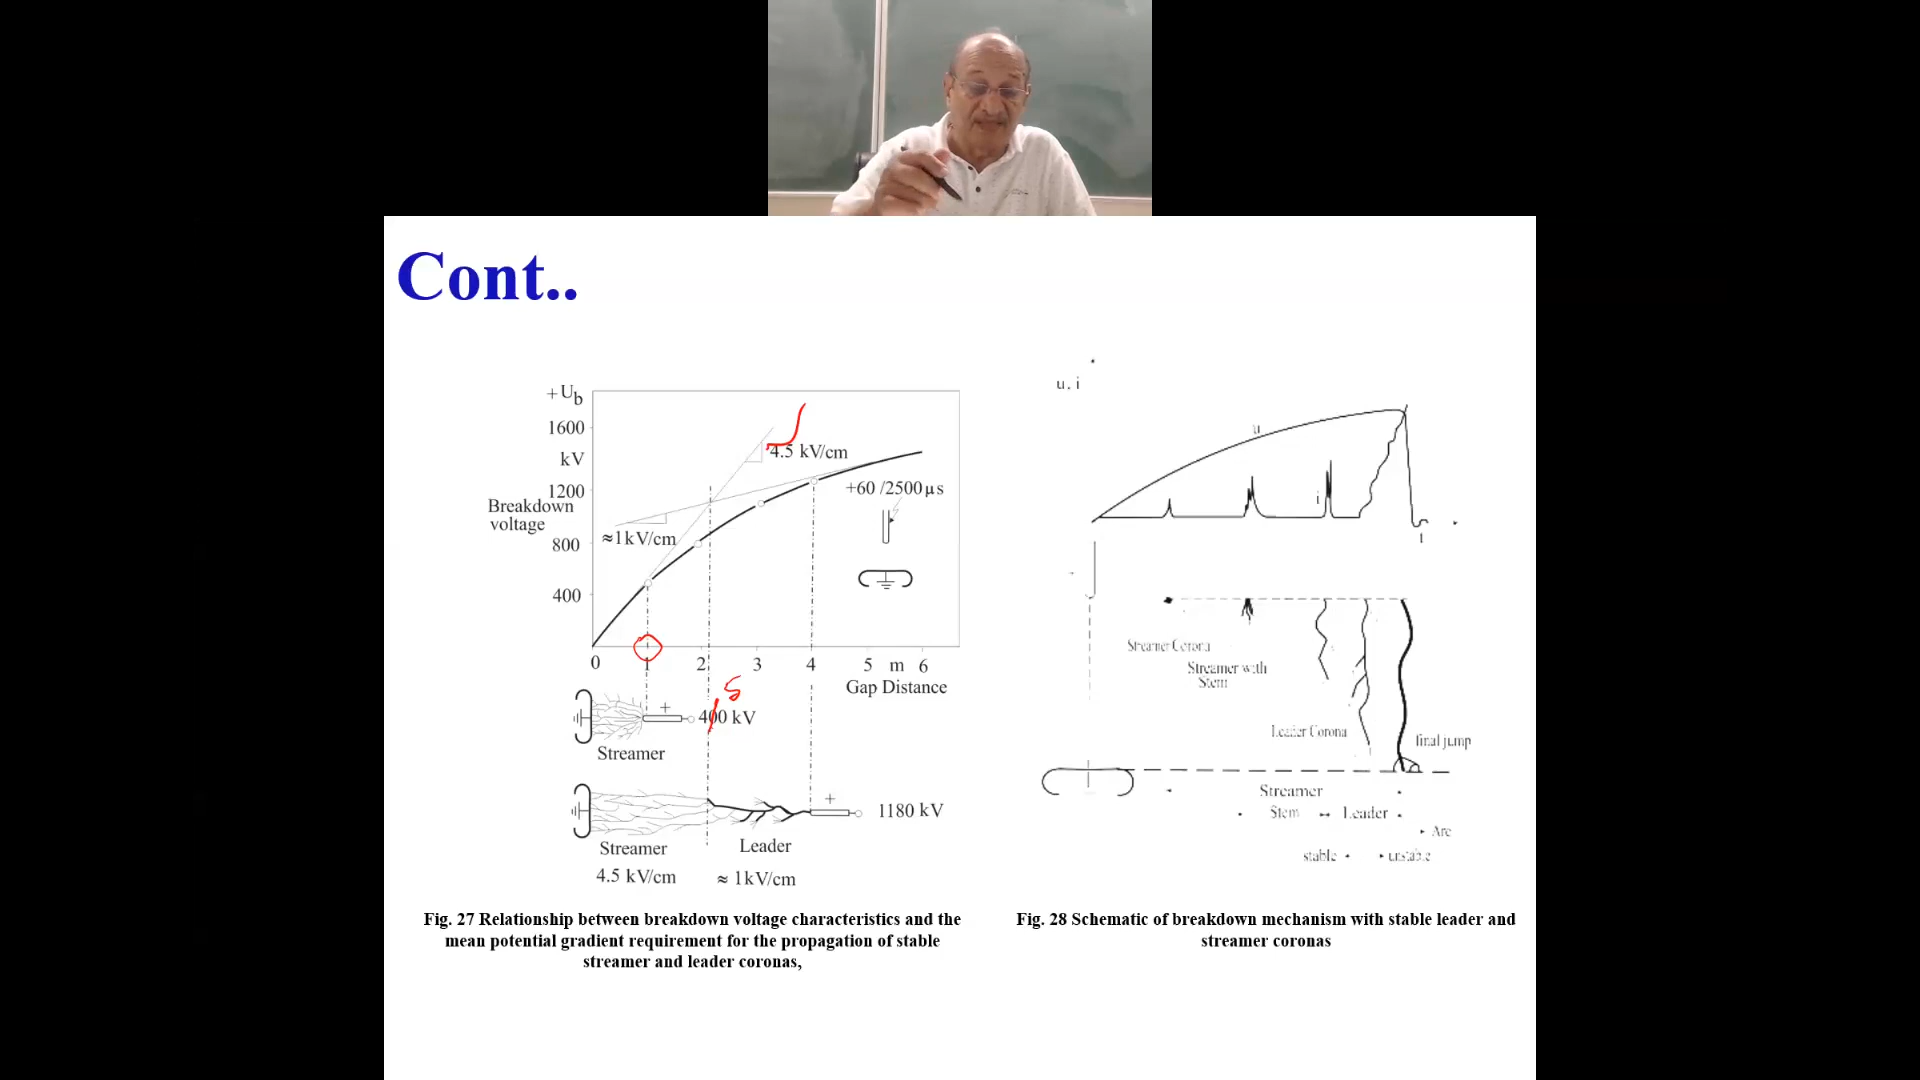 Cont..
+U_b
1600
kV
1200
Breakdown
voltage
800
400
4.5 kV/cm
≈1kV/cm
+60 /2500 µs
0 1 2 3 4 5 m 6
Gap Distance
5
+
400 kV
Streamer
+
1180 kV
Streamer Leader
4.5 kV/cm ≈ 1kV/cm
Fig. 27 Relationship between breakdown voltage characteristics and the
mean potential gradient requirement for the propagation of stable
streamer and leader coronas,
u, i
u
i
t
Streamer Corona
Streamer with
Stem
Leader Corona
final jump
Streamer
Stem Leader
Arc
stable unstable
Fig. 28 Schematic of breakdown mechanism with stable leader and
streamer coronas